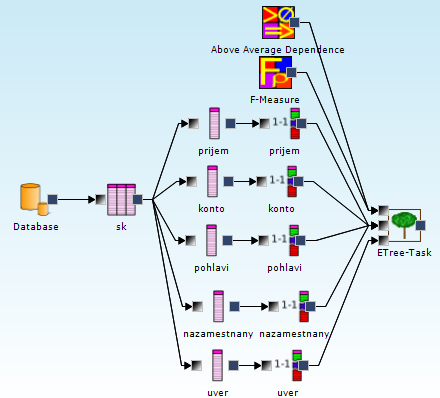 Above Average Dependence
F-Measure
1-1
prijem
prijem
1-1
konto
konto
Database
sk
1-1
pohlavi
pohlavi
ETree-Task
1-1
nazamestnany
nazamestnany
1-1
uver
uver